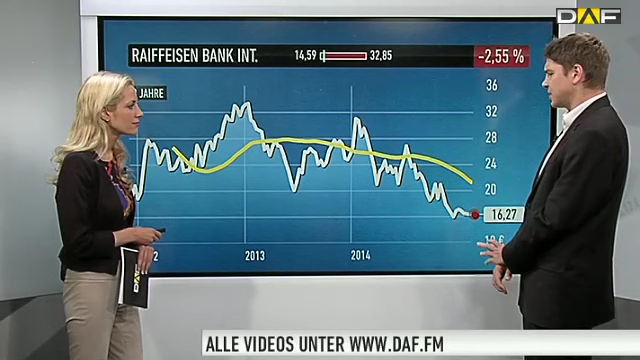 DAF
RAIFFEISEN BANK INT.
14,59
32,85
-2,55 %
JAHRE
36
32
28
24
20
16,27
2013
2014
DAF
ALLE VIDEOS UNTER WWW.DAF.FM